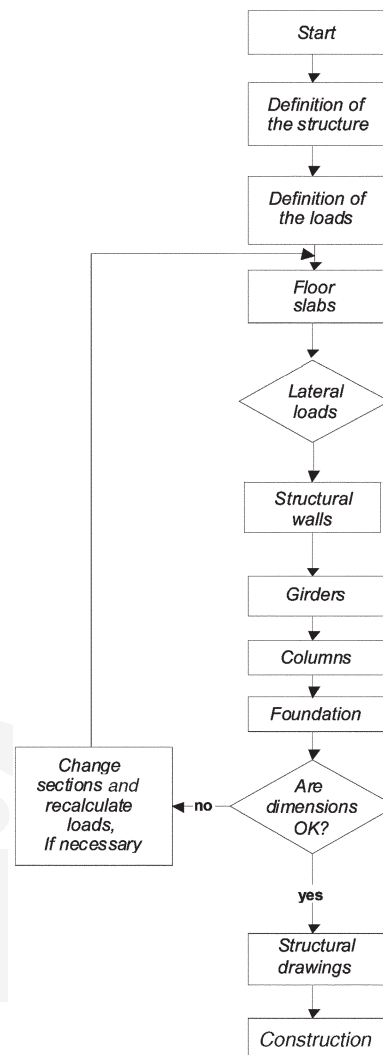 Start
Definition of
the structure
Definition of
the loads
Floor
slabs
Lateral
loads
Structural
walls
Girders
Columns
Foundation
Change
sections and
recalculate
loads,
If necessary
no
Are
dimensions
OK?
yes
Structural
drawings
Construction